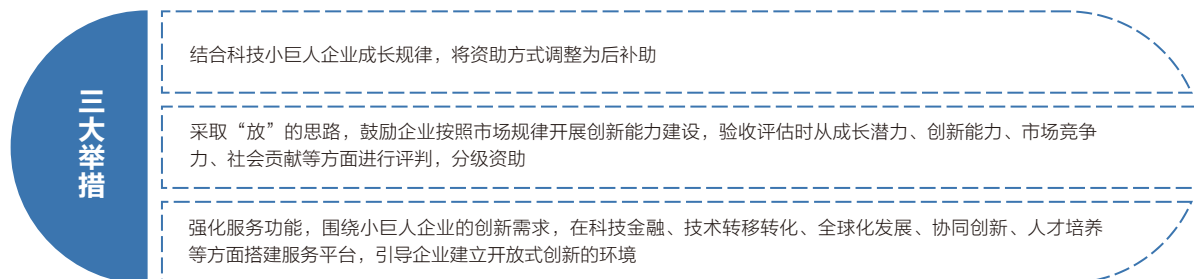 三大举措
结合科技小巨人企业成长规律，将资助方式调整为后补助
采取“放”的思路，鼓励企业按照市场规律开展创新能力建设，验收评估时从成长潜力、创新能力、市场竞争
力、社会贡献等方面进行评判，分级资助
强化服务功能，围绕小巨人企业的创新需求，在科技金融、技术转移转化、全球化发展、协同创新、人才培养
等方面搭建服务平台，引导企业建立开放式创新的环境